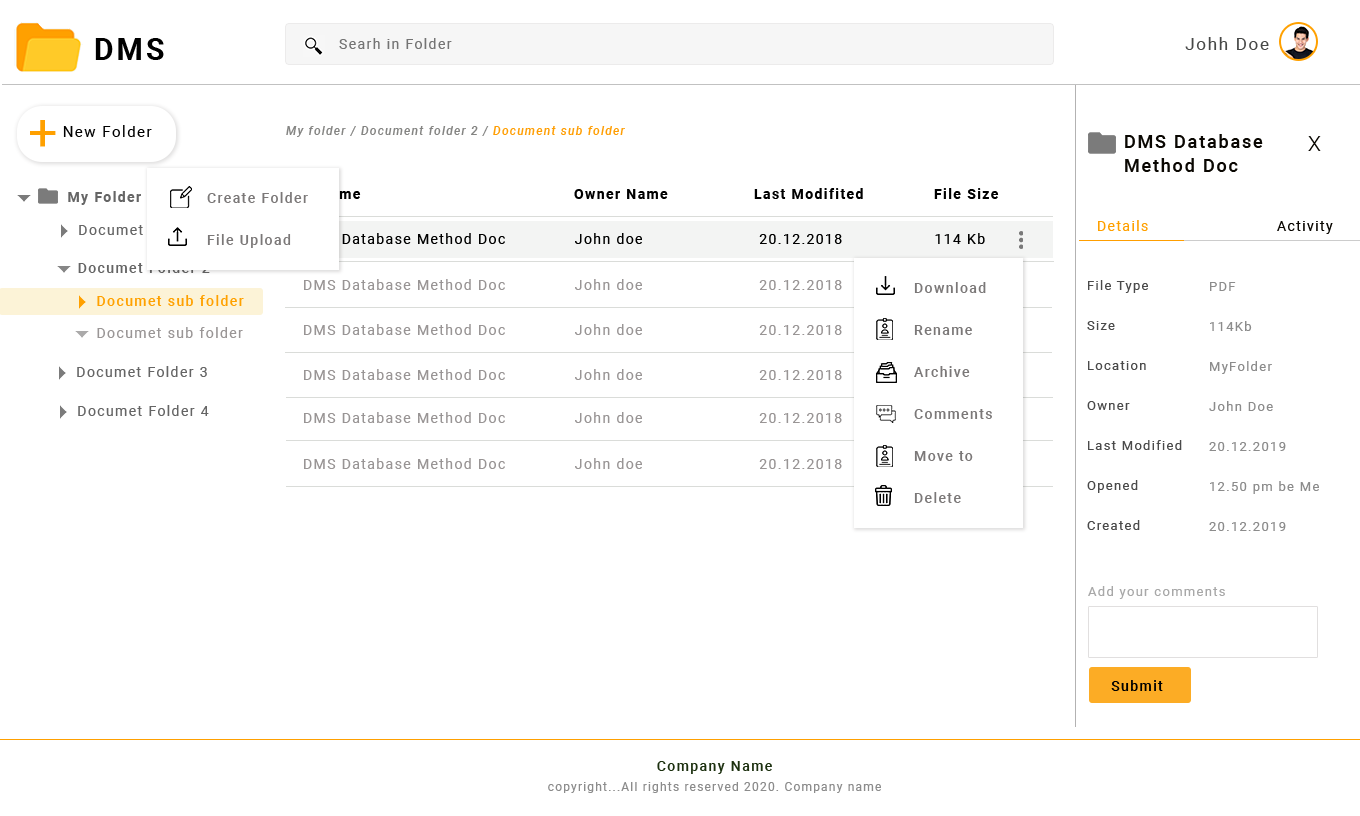 DMS
Searh in Folder
Johh Doe
New Folder
Create Folder
File Upload
My Folder
Documet
Documet Folder 2
Documet sub folder
Documet sub folder
Documet Folder 3
Documet Folder 4
My folder / Document folder 2 / Document sub folder
me Owner Name Last Modifited File Size
Database Method Doc John doe 20.12.2018 114 Kb
DMS Database Method Doc John doe 20.12.2018
DMS Database Method Doc John doe 20.12.2018
DMS Database Method Doc John doe 20.12.2018
DMS Database Method Doc John doe 20.12.2018
DMS Database Method Doc John doe 20.12.2018
Download
Rename
Archive
Comments
Move to
Delete
DMS Database X
Method Doc
Details Activity
File Type PDF
Size 114Kb
Location MyFolder
Owner John Doe
Last Modified 20.12.2019
Opened 12.50 pm be Me
Created 20.12.2019
Add your comments
Submit
Company Name
copyright...All rights reserved 2020. Company name